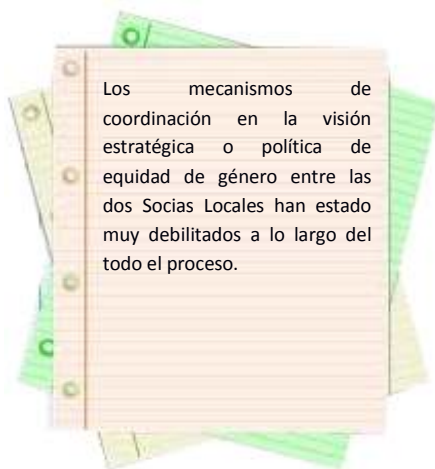 Los mecanismos de
coordinación en la visión
estratégica o política de
equidad de género entre las
dos Socias Locales han estado
muy debilitados a lo largo del
todo el proceso.